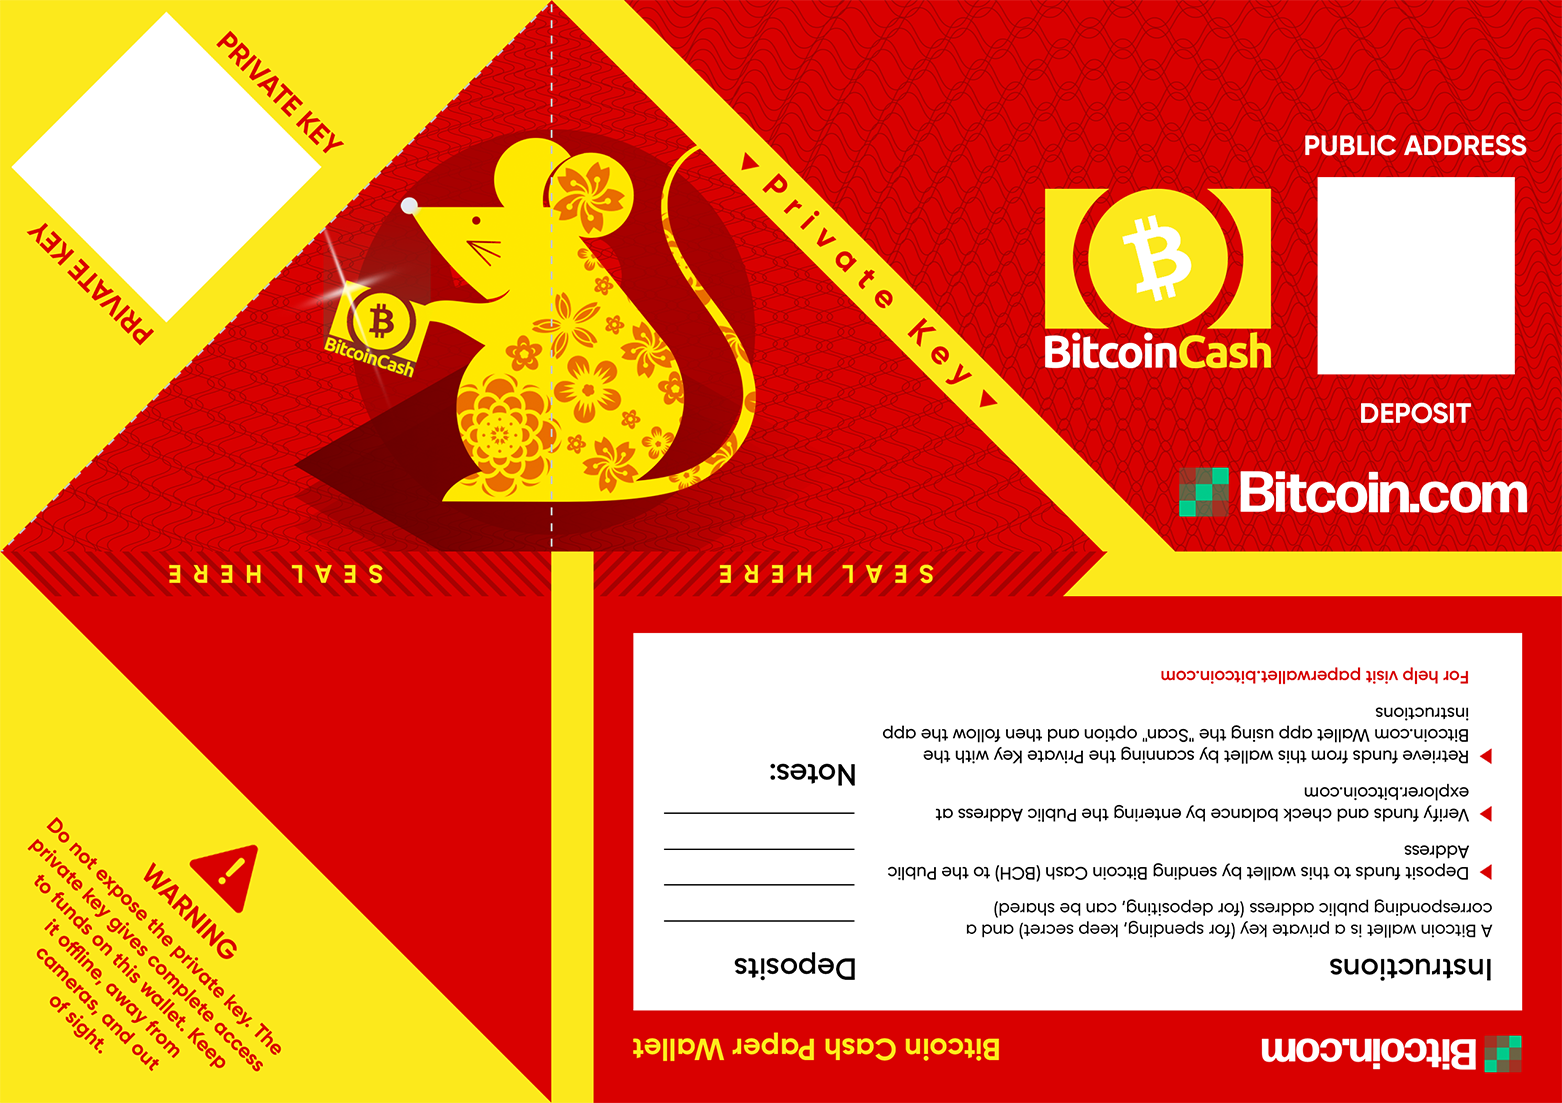 PRIVATE KEY
PRIVATE KEY
BitcoinCash
Private Key
PUBLIC ADDRESS
BitcoinCash
DEPOSIT
Bitcoin.com
SEAL HERE
SEAL HERE
WARNING
Do not expose the private key. The
private key gives complete access
to funds on this wallet. Keep
it offline, away from
cameras, and out
of sight.
Bitcoin.com
Bitcoin Cash Paper Wallet
Instructions
A Bitcoin wallet is a private key (for spending, keep secret) and a
corresponding public address (for depositing, can be shared)
Deposit funds to this wallet by sending Bitcoin Cash (BCH) to the Public
Address
Verify funds and check balance by entering the Public Address at
explorer.bitcoin.com
Retrieve funds from this wallet by scanning the Private Key with the
Bitcoin.com Wallet app using the "Scan" option and then follow the app
instructions
For help visit paperwallet.bitcoin.com
Deposits
Notes: